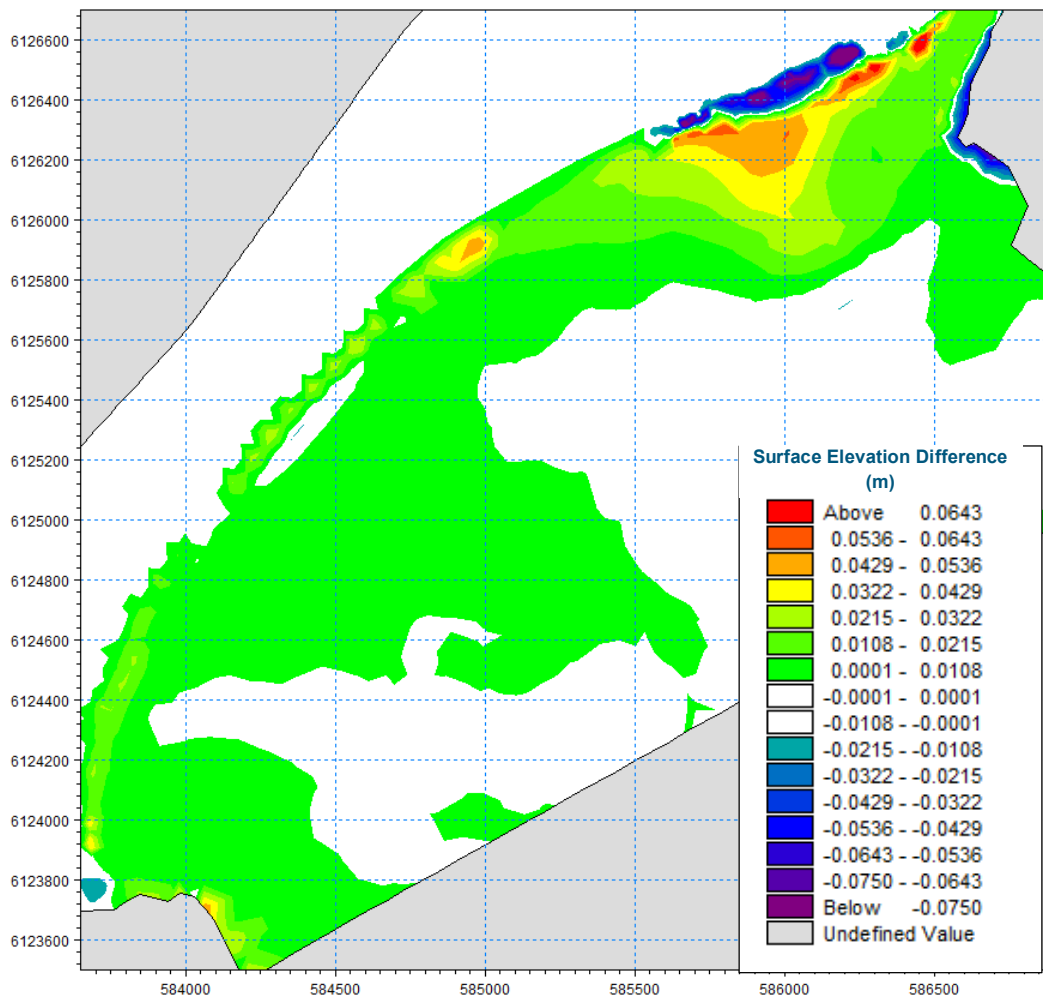 6126600
6126400
6126200
6126000
6125800
6125600
6125400
6125200
6125000
6124800
6124600
6124400
6124200
6124000
6123800
6123600
584000 584500 585000 585500 586000 586500
Surface Elevation Difference
(m)
Above 0.0643
0.0536 - 0.0643
0.0429 - 0.0536
0.0322 - 0.0429
0.0215 - 0.0322
0.0108 - 0.0215
0.0001 - 0.0108
-0.0001 - 0.0001
-0.0108 - -0.0001
-0.0215 - -0.0108
-0.0322 - -0.0215
-0.0429 - -0.0322
-0.0536 - -0.0429
-0.0643 - -0.0536
-0.0750 - -0.0643
Below -0.0750
Undefined Value